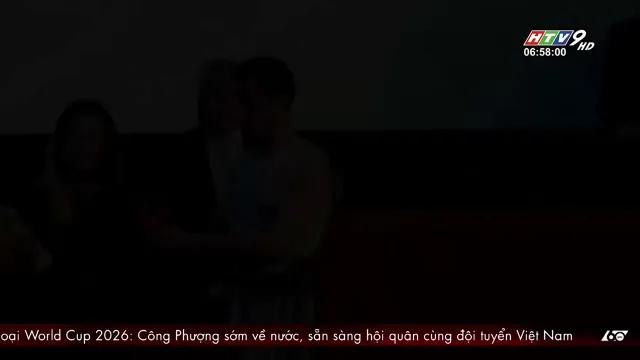 HTV9 HD
06:58:00
oại World Cup 2026: Công Phượng sớm về nước, sẵn sàng hội quân cùng đội tuyển Việt Nam